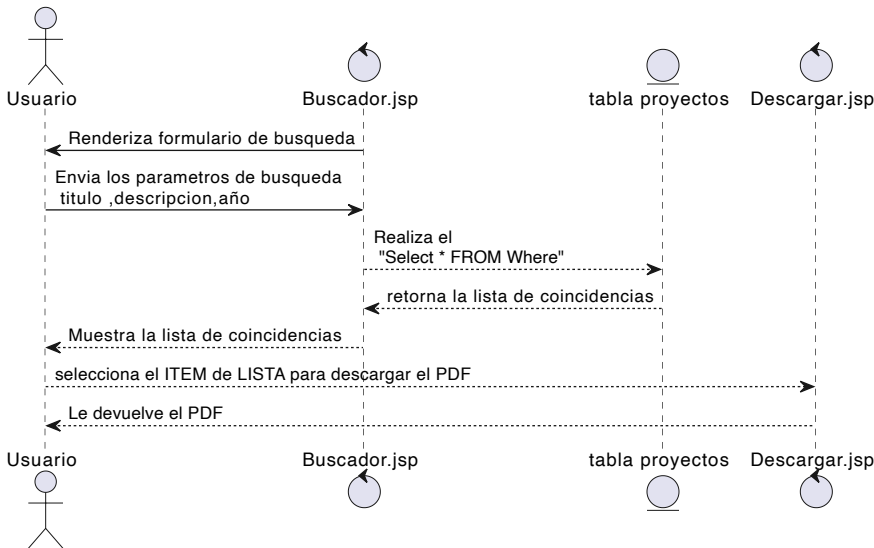 Usuario
Buscador.jsp
tabla proyectos
Descargar.jsp
Renderiza formulario de busqueda
Envia los parametros de busqueda
titulo ,descripcion,año
Realiza el
"Select * FROM Where"
retorna la lista de coincidencias
Muestra la lista de coincidencias
selecciona el ITEM de LISTA para descargar el PDF
Le devuelve el PDF
Usuario
Buscador.jsp
tabla proyectos
Descargar.jsp